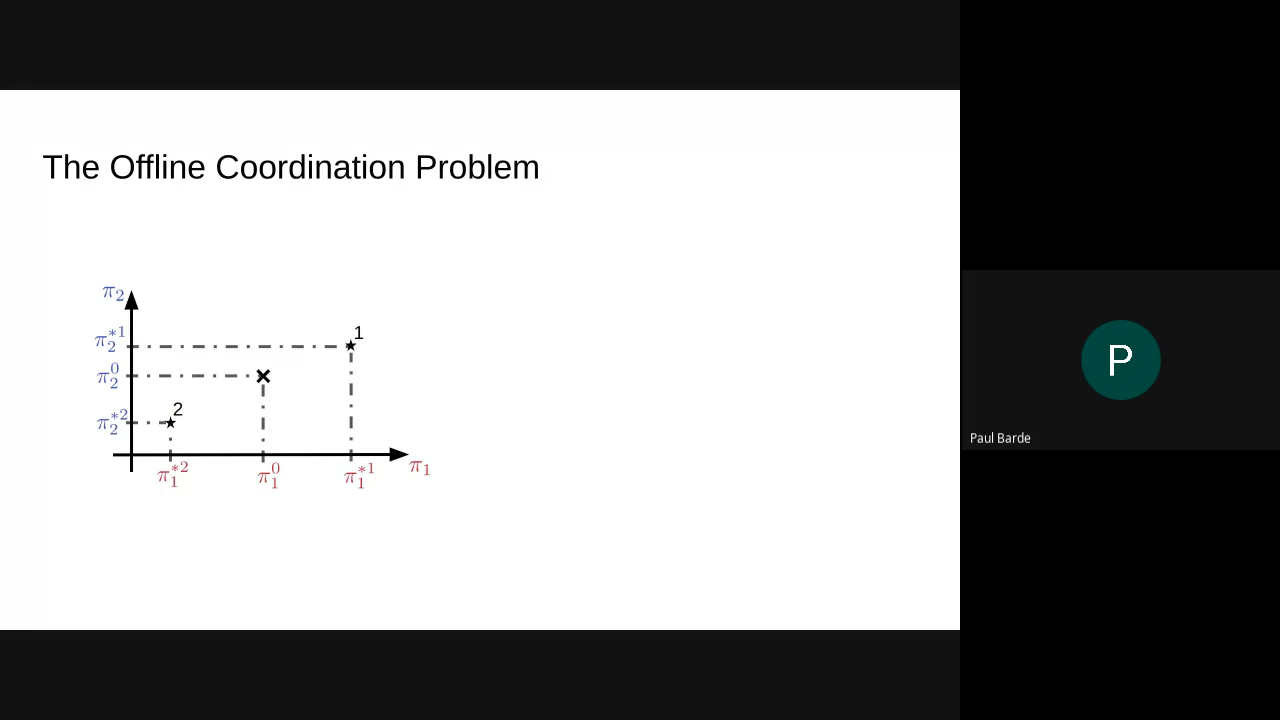 The Offline Coordination Problem
π₂
π₂*¹
1
π₂⁰
2
π₂*²
π₁*²
π₁⁰
π₁*¹
π₁
P
Paul Barde